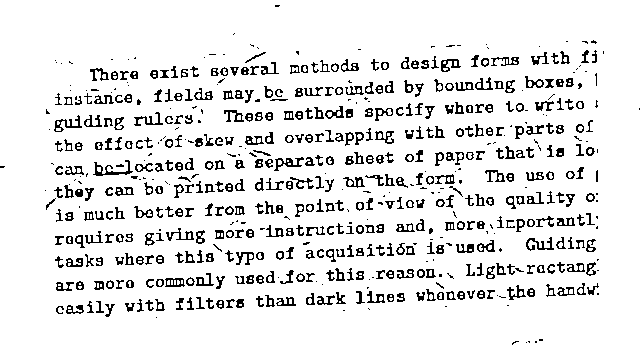 There exist several methods to design forms with fi
instance, fields may be surrounded by bounding boxes,
guiding rulers. These methods specify where to write
the effect of skew and overlapping with other parts of
can be located on a separate sheet of paper that is lo
they can be printed directly on the form. The use of
is much better from the point of view of the quality o
requires giving more instructions and, more importantl
tasks where this type of acquisition is used. Guiding
are more commonly used for this reason. Light rectang
easily with filters than dark lines whenever the handw